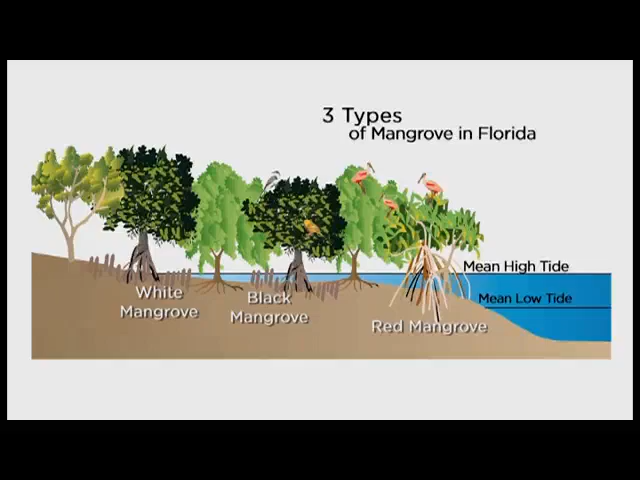 3 Types
of Mangrove in Florida
Mean High Tide
Mean Low Tide
White
Mangrove
Black
Mangrove
Red Mangrove